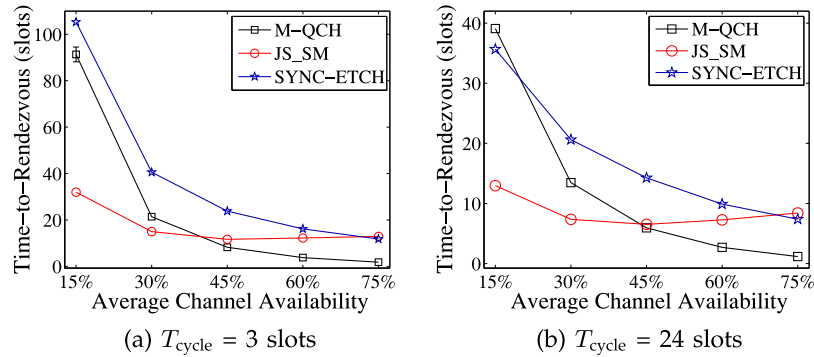 Time−to−Rendezvous (slots)
100
80
60
40
20
0
15% 30% 45% 60% 75%
Average Channel Availability
M−QCH
JS_SM
SYNC−ETCH
(a) Tcycle = 3 slots
Time−to−Rendezvous (slots)
40
30
20
10
0
15% 30% 45% 60% 75%
Average Channel Availability
M−QCH
JS_SM
SYNC−ETCH
(b) Tcycle = 24 slots